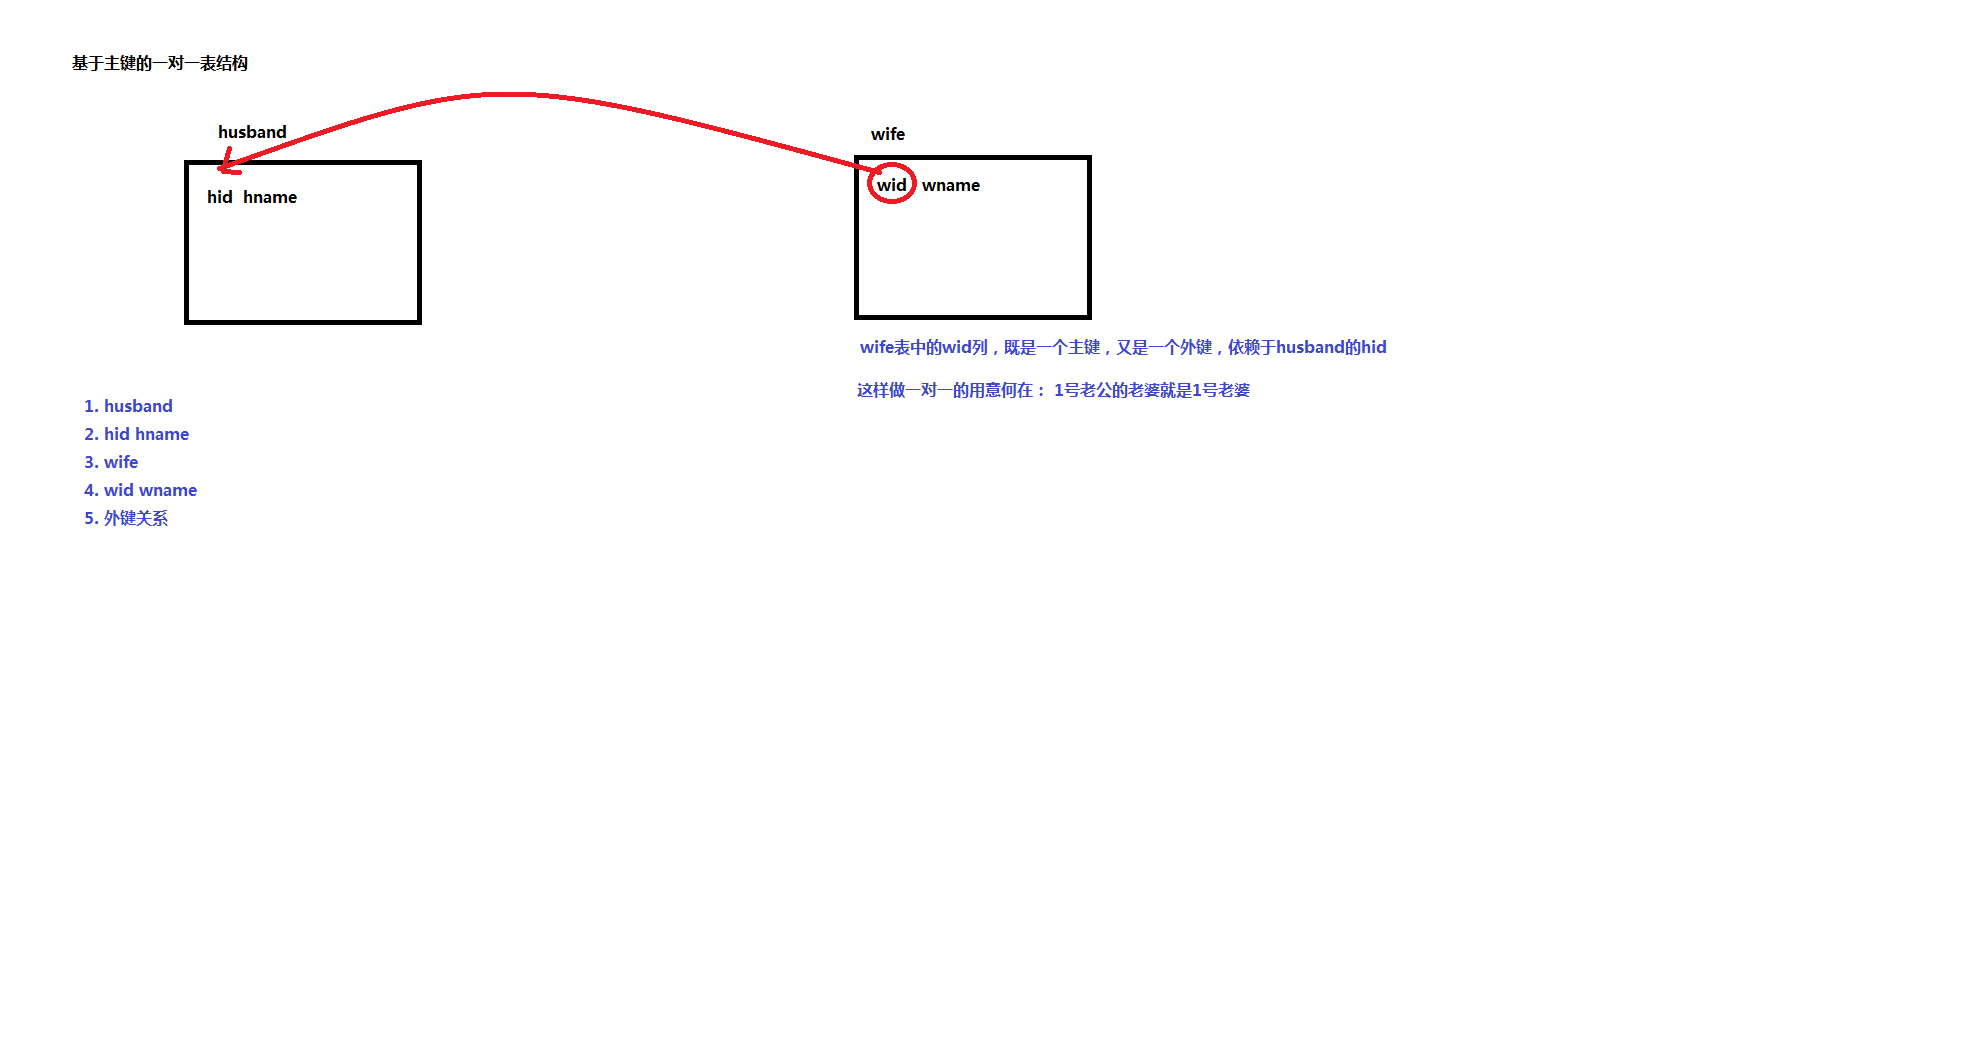 基于主键的一对一表结构
husband
hid hname
wife
wid wname
wife表中的wid列，既是一个主键，又是一个外键，依赖于husband的hid
这样做一对一的用意何在： 1号老公的老婆就是1号老婆
1. husband
2. hid hname
3. wife
4. wid wname
5. 外键关系